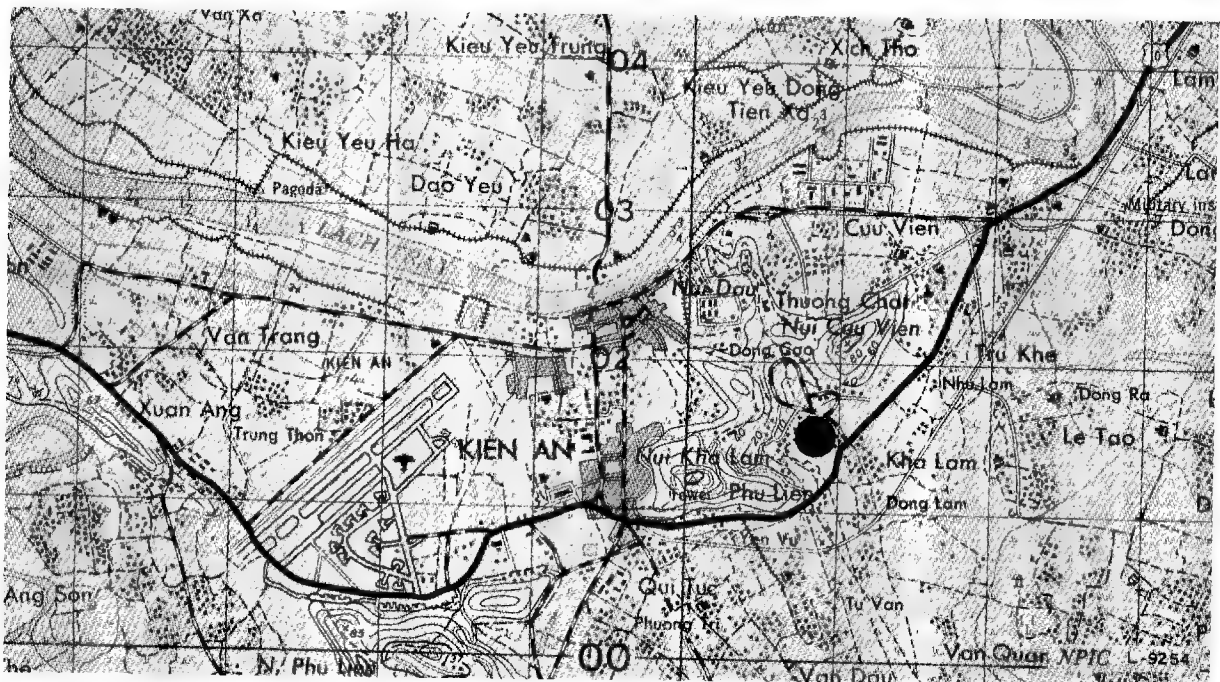 Van Xa
Kieu Yeu Trung
04
Xich Tho
Lam
Kieu Yeu Dong
Tien Xa
Kieu Yeu Ha
Pagoda
Dao Yeu
03
LACH TRAY
Cuu Vien
Military Ins
Dong
Nui Dau
Thuong Chat
Nui Cuu Vien
Van Trang
KIEN AN
02
Dong Gao
Tru Khe
Nhu Lam
Dong Ra
Xuan Ang
Trung Thon
KIEN AN
Nui Kha Lam
Kha Lam
Le Tao
Tower
Phu Lien
Dong Lam
Yen Vu
Ang Son
Qui Tuc
Phuong Tri
Tu Van
N. Phu Lien
00
Van Dau
Van Quan
NPIC L-9254